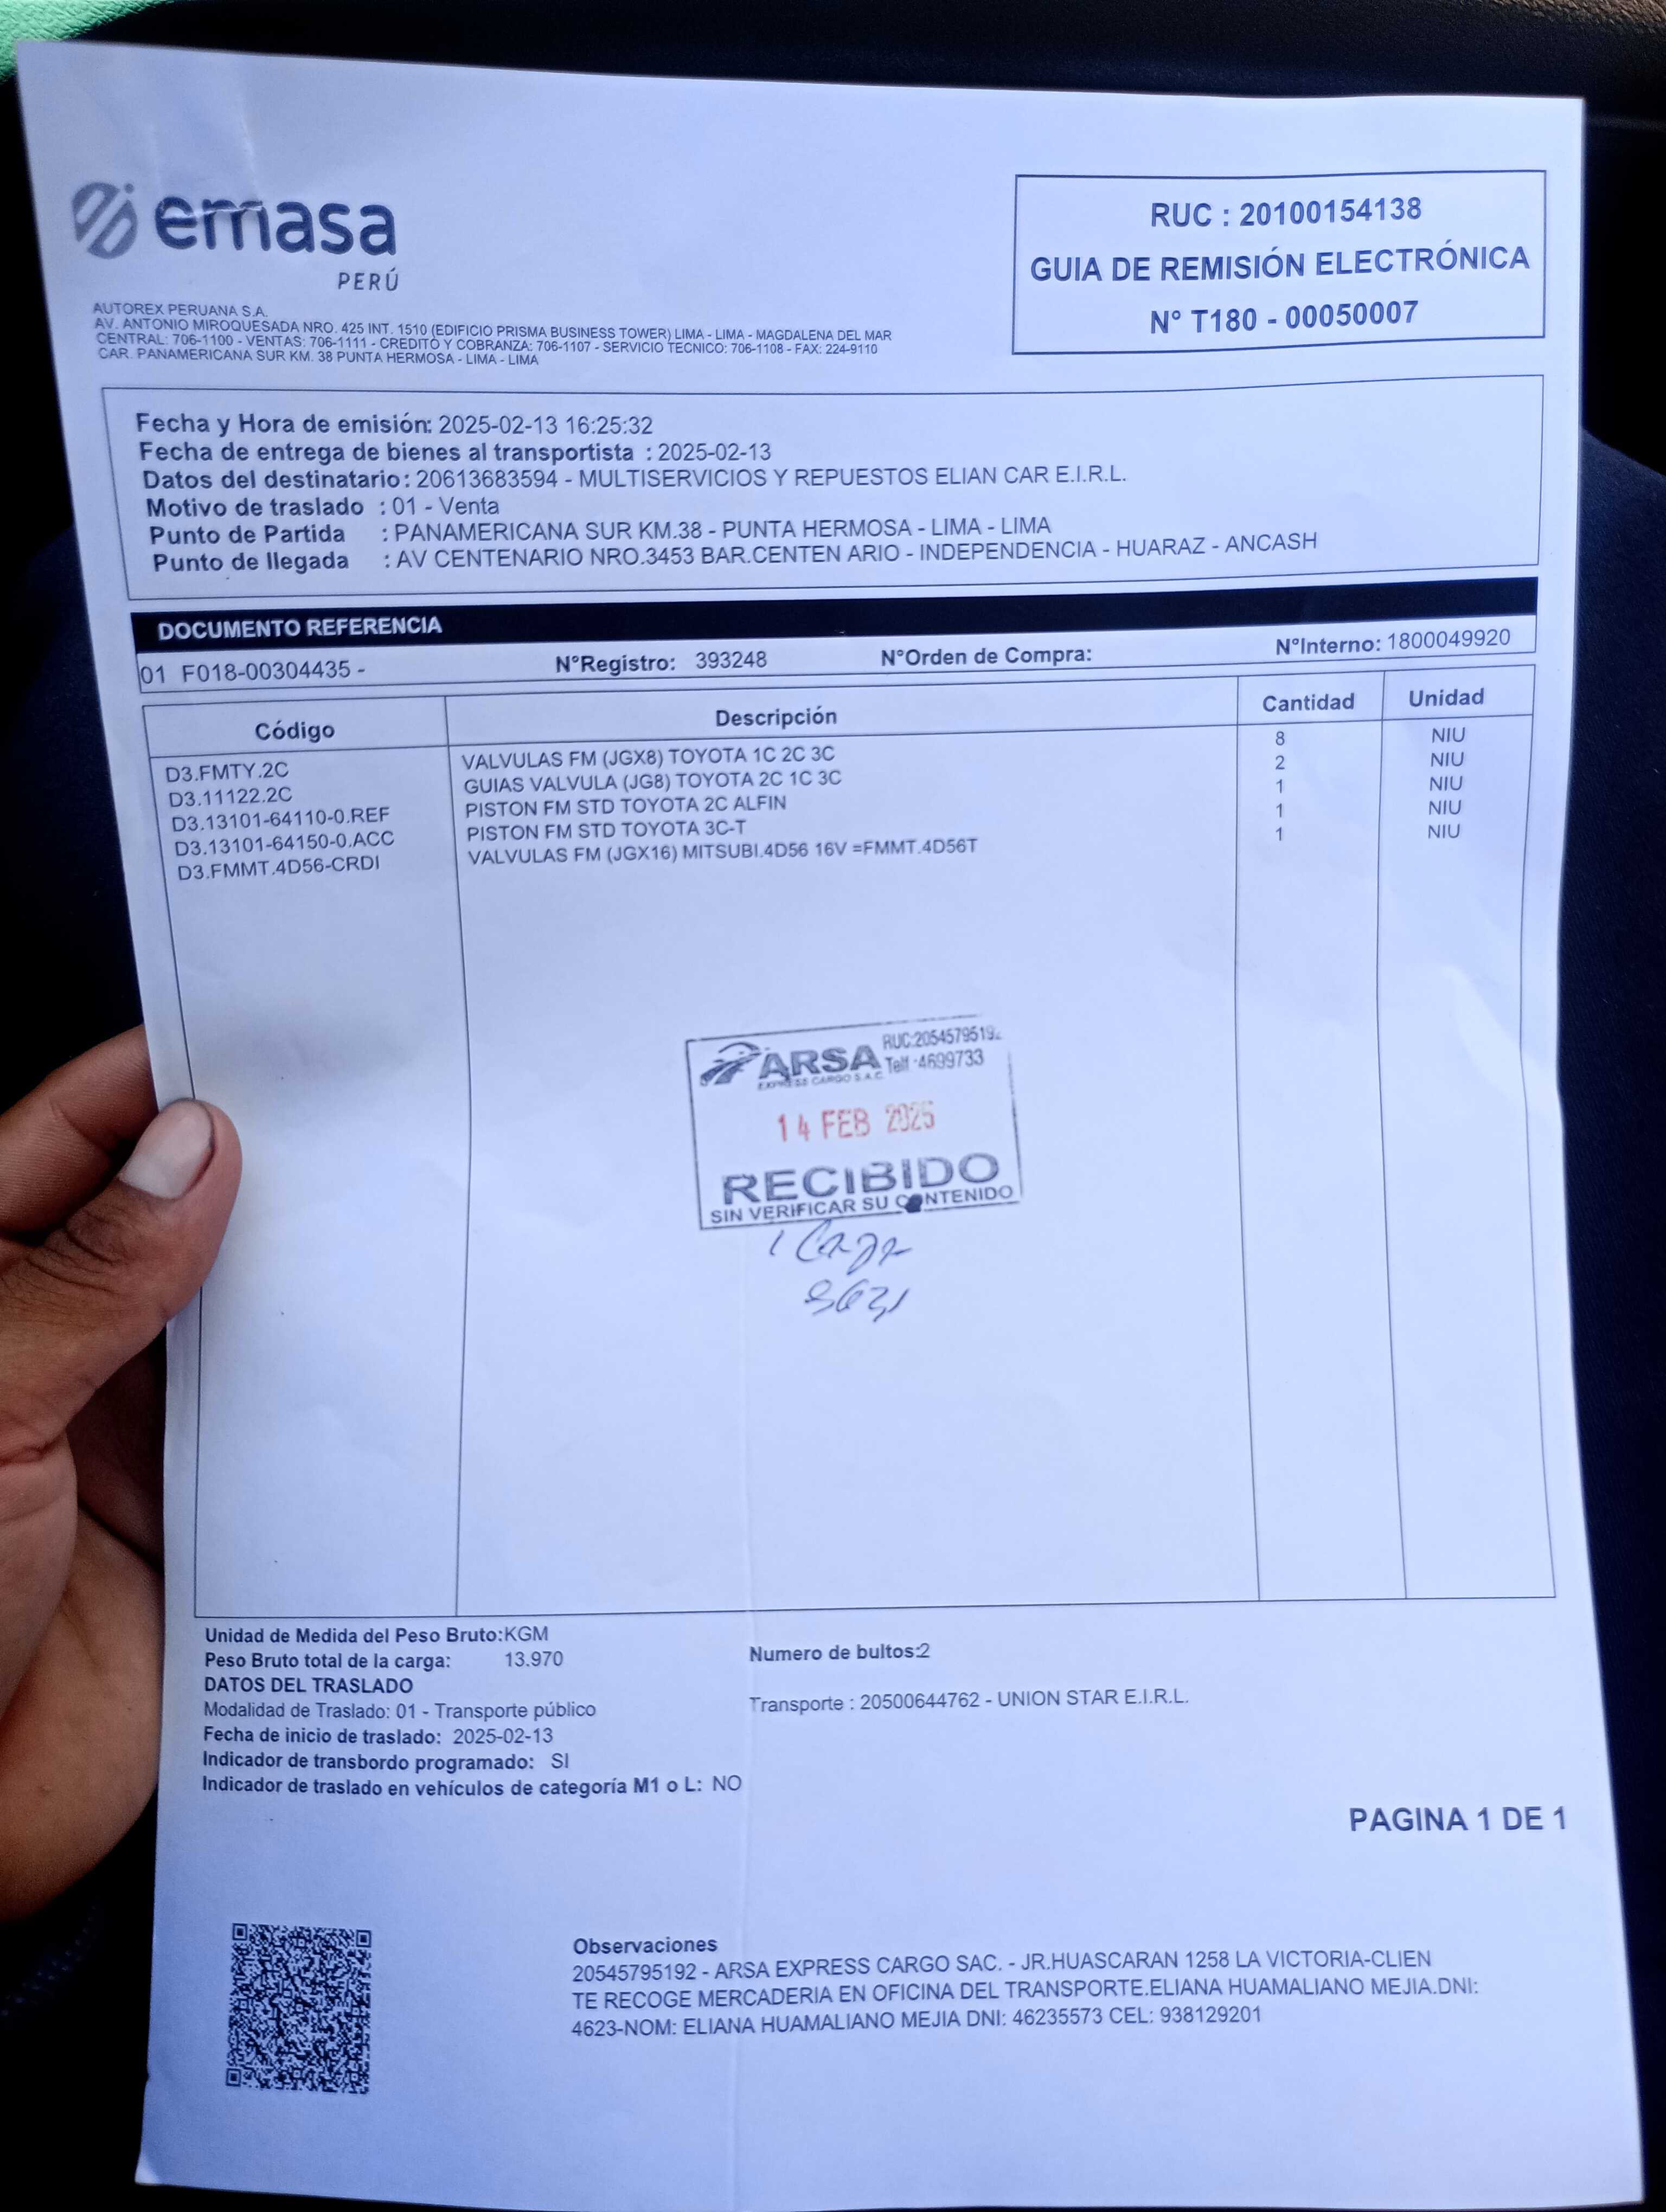 emasa
PERÚ
AUTOREX PERUANA S.A.
AV. ANTONIO MIROQUESADA NRO. 425 INT. 1510 (EDIFICIO PRISMA BUSINESS TOWER) LIMA - LIMA - MAGDALENA DEL MAR
CENTRAL: 706-1100 - VENTAS: 706-1111 - CREDITO Y COBRANZA: 706-1107 - SERVICIO TECNICO: 706-1108 - FAX: 224-9110
CAR. PANAMERICANA SUR KM. 38 PUNTA HERMOSA - LIMA - LIMA
RUC : 20100154138
GUIA DE REMISIÓN ELECTRÓNICA
N° T180 - 00050007
Fecha y Hora de emisión: 2025-02-13 16:25:32
Fecha de entrega de bienes al transportista : 2025-02-13
Datos del destinatario : 20613683594 - MULTISERVICIOS Y REPUESTOS ELIAN CAR E.I.R.L.
Motivo de traslado : 01 - Venta
Punto de Partida : PANAMERICANA SUR KM.38 - PUNTA HERMOSA - LIMA - LIMA
Punto de llegada : AV CENTENARIO NRO.3453 BAR.CENTEN ARIO - INDEPENDENCIA - HUARAZ - ANCASH
DOCUMENTO REFERENCIA
01 F018-00304435 - N°Registro: 393248 N°Orden de Compra: N°Interno: 1800049920
Código Descripción Cantidad Unidad
D3.FMTY.2C VALVULAS FM (JGX8) TOYOTA 1C 2C 3C 8 NIU
D3.11122.2C GUIAS VALVULA (JG8) TOYOTA 2C 1C 3C 2 NIU
D3.13101-64110-0.REF PISTON FM STD TOYOTA 2C ALFIN 1 NIU
D3.13101-64150-0.ACC PISTON FM STD TOYOTA 3C-T 1 NIU
D3.FMMT.4D56-CRDI VALVULAS FM (JGX16) MITSUBI.4D56 16V =FMMT.4D56T 1 NIU
ARSA RUC:20545795192
EXPRESS CARGO S.A.C Telf :4699733
14 FEB 2025
RECIBIDO
SIN VERIFICAR SU CONTENIDO
1 Caja
Unidad de Medida del Peso Bruto:KGM
Peso Bruto total de la carga: 13.970 Numero de bultos:2
DATOS DEL TRASLADO
Modalidad de Traslado: 01 - Transporte público Transporte : 20500644762 - UNION STAR E.I.R.L.
Fecha de inicio de traslado: 2025-02-13
Indicador de transbordo programado: SI
Indicador de traslado en vehículos de categoría M1 o L: NO
PAGINA 1 DE 1
Observaciones
20545795192 - ARSA EXPRESS CARGO SAC. - JR.HUASCARAN 1258 LA VICTORIA-CLIEN
TE RECOGE MERCADERIA EN OFICINA DEL TRANSPORTE.ELIANA HUAMALIANO MEJIA.DNI:
4623-NOM: ELIANA HUAMALIANO MEJIA DNI: 46235573 CEL: 938129201